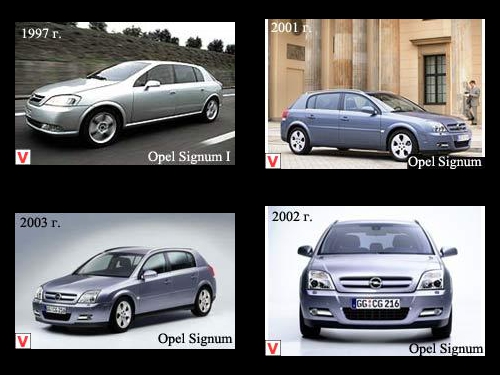 1997 г.
V
Opel Signum I
2001 г.
V
Opel Signum
2003 г.
V
Opel Signum
2002 г.
GG CG 216
V
Opel Signum